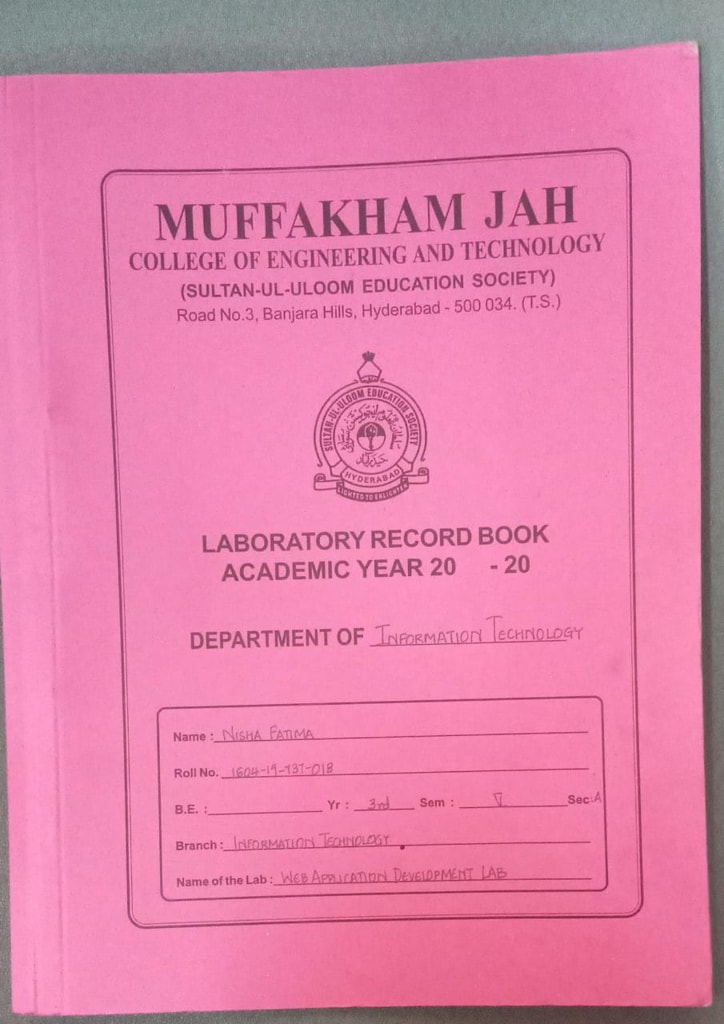 MUFFAKHAM JAH
COLLEGE OF ENGINEERING AND TECHNOLOGY
(SULTAN-UL-ULOOM EDUCATION SOCIETY)
Road No.3, Banjara Hills, Hyderabad - 500 034. (T.S.)
SULTAN-UL-ULOOM EDUCATION SOCIETY
HYDERABAD
LIGHTED TO ENLIGHTEN
LABORATORY RECORD BOOK
ACADEMIC YEAR 20 - 20
DEPARTMENT OF INFORMATION TECHNOLOGY
Name : NISHA FATIMA
Roll No. 1604-19-737-018
B.E. : Yr : 3rd Sem : V Sec: A
Branch : INFORMATION TECHNOLOGY
Name of the Lab : WEB APPLICATION DEVELOPMENT LAB